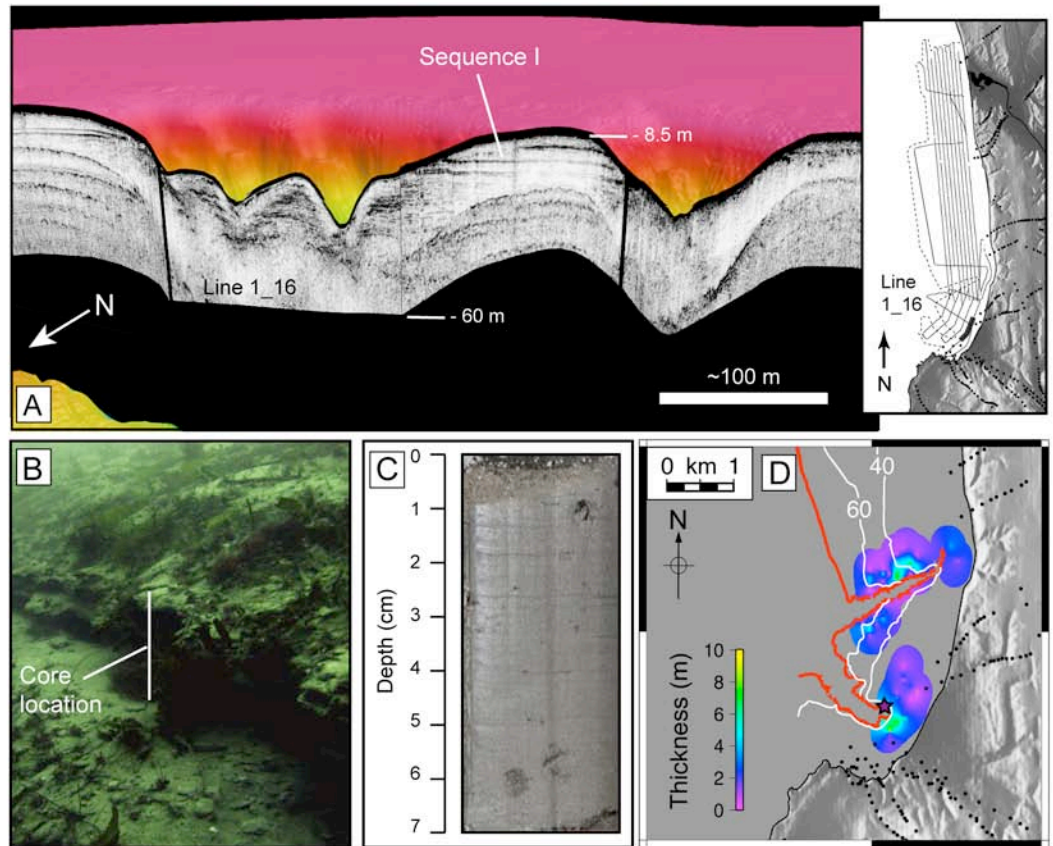 Sequence I
- 8.5 m
Line 1_16
- 60 m
N
~100 m
A
Line
1_16
N
B
Core
location
C
0
1
2
3
4
5
6
7
Depth (cm)
0 km 1
D
40
60
N
10
8
6
4
2
0
Thickness (m)